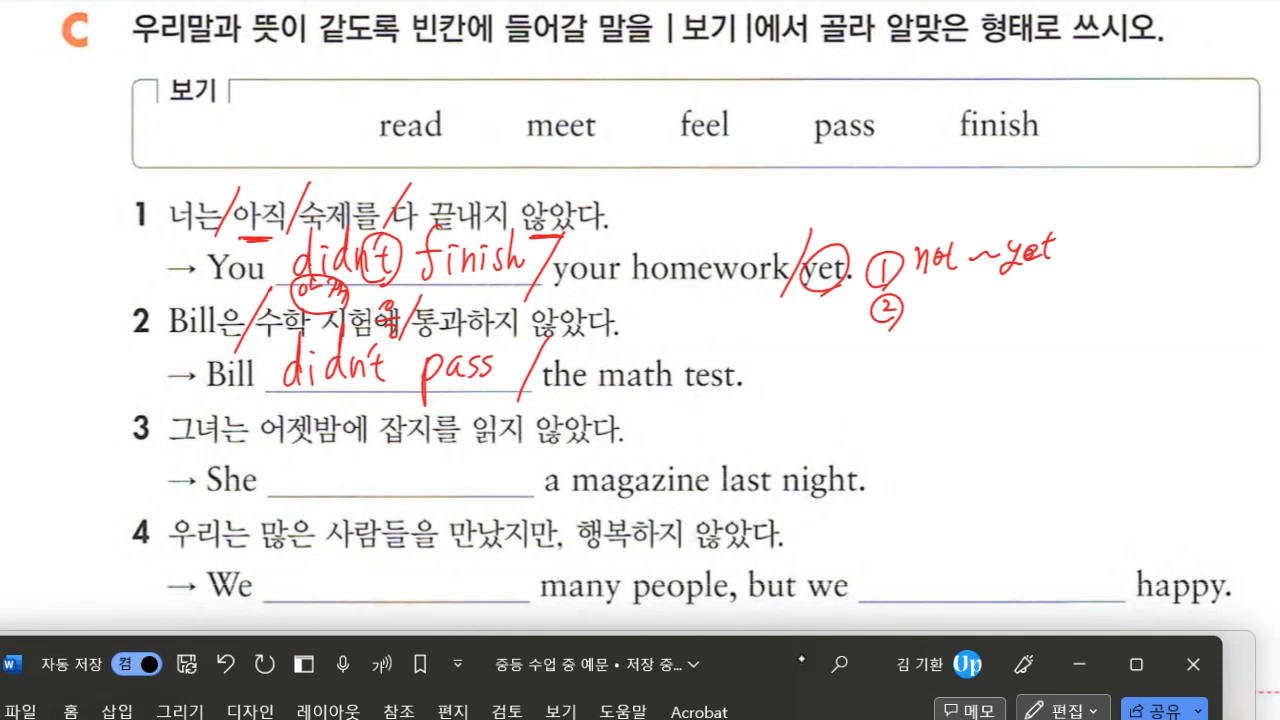 C 우리말과 뜻이 같도록 빈칸에 들어갈 말을 |보기|에서 골라 알맞은 형태로 쓰시오.
보기
read meet feel pass finish
1 너는/아직/숙제를/다 끝내지 않았다.
→ You didn't finish / your homework / yet. ① not ~ yet
②
2 Bill은/수학 시험에/통과하지 않았다.
→ Bill didn't pass / the math test.
3 그녀는 어젯밤에 잡지를 읽지 않았다.
→ She a magazine last night.
4 우리는 많은 사람들을 만났지만, 행복하지 않았다.
→ We many people, but we happy.
자동 저장 켬 가)) 중등 수업 중 예문 • 저장 중... 김 기환 Up
파일 홈 삽입 그리기 디자인 레이아웃 참조 편지 검토 보기 도움말 Acrobat 메모 편집 공유